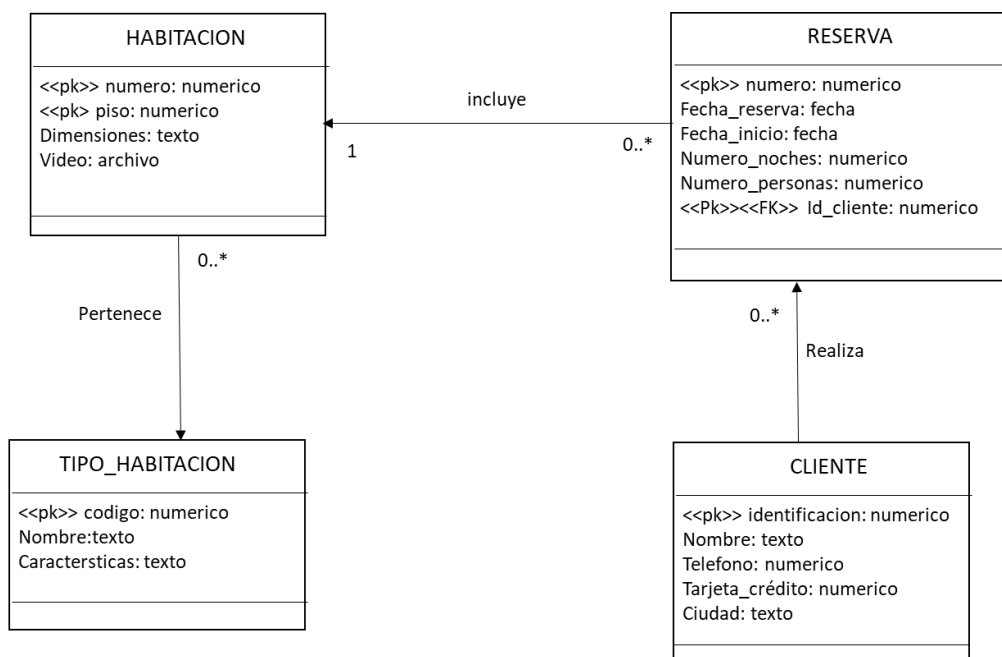 HABITACION
<<pk>> numero: numerico
<<pk> piso: numerico
Dimensiones: texto
Video: archivo
incluye
1
0..*
RESERVA
<<pk>> numero: numerico
Fecha_reserva: fecha
Fecha_inicio: fecha
Numero_noches: numerico
Numero_personas: numerico
<<Pk>><<FK>> Id_cliente: numerico
0..*
Pertenece
0..*
Realiza
TIPO_HABITACION
<<pk>> codigo: numerico
Nombre:texto
Caractersticas: texto
CLIENTE
<<pk>> identificacion: numerico
Nombre: texto
Telefono: numerico
Tarjeta_crédito: numerico
Ciudad: texto